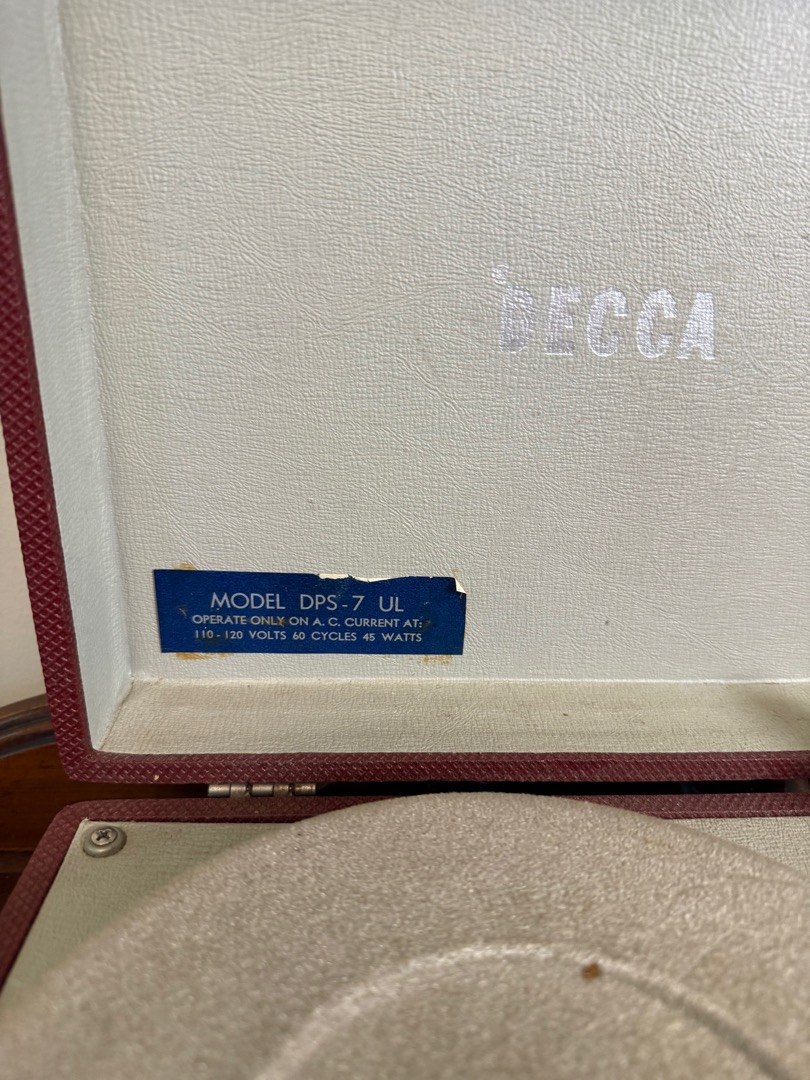 DECCA
MODEL DPS-7 UL
OPERATE ONLY ON A. C. CURRENT AT:
110-120 VOLTS 60 CYCLES 45 WATTS